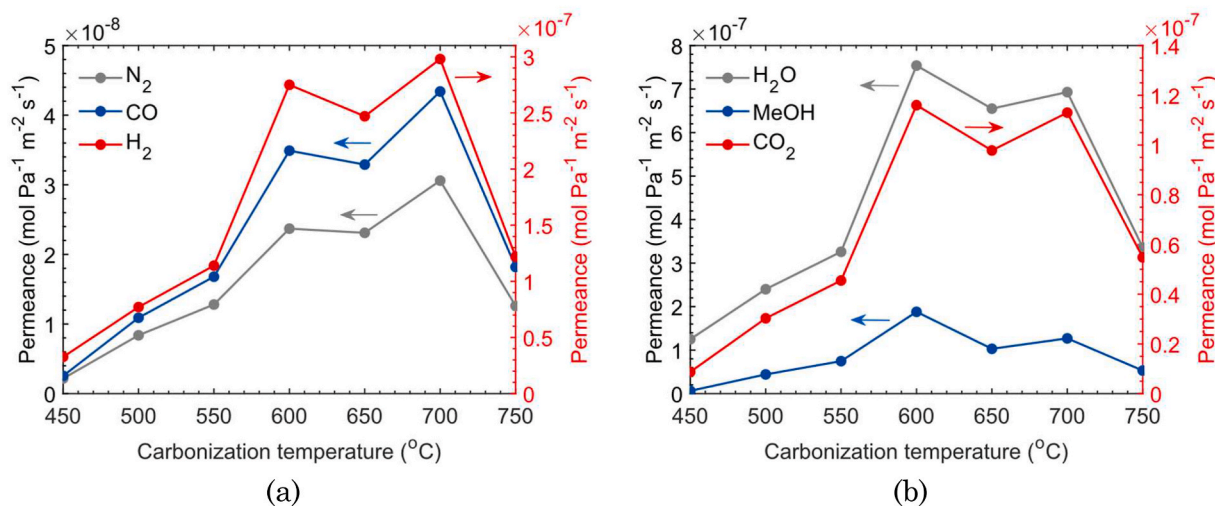 ×10⁻⁸
×10⁻⁷
5
4
3
2
1
0
3
2.5
2
1.5
1
0.5
0
N₂
CO
H₂
Permeance (mol Pa⁻¹ m⁻² s⁻¹)
Permeance (mol Pa⁻¹ m⁻² s⁻¹)
450 500 550 600 650 700 750
Carbonization temperature (°C)
(a)
×10⁻⁷
×10⁻⁷
8
7
6
5
4
3
2
1
0
1.4
1.2
1
0.8
0.6
0.4
0.2
0
H₂O
MeOH
CO₂
Permeance (mol Pa⁻¹ m⁻² s⁻¹)
Permeance (mol Pa⁻¹ m⁻² s⁻¹)
450 500 550 600 650 700 750
Carbonization temperature (°C)
(b)